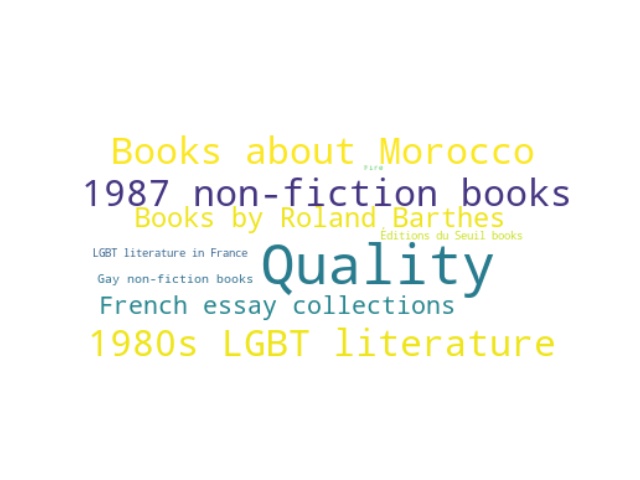 Books about Morocco
Fire
1987 non-fiction books
Books by Roland Barthes
Éditions du Seuil books
LGBT literature in France
Quality
Gay non-fiction books
French essay collections
1980s LGBT literature